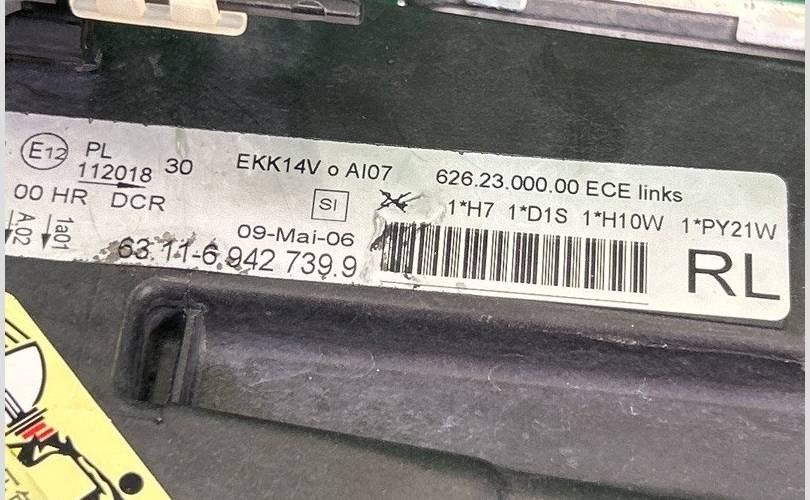 E12 PL 112018 30 EKK14V o AI07 626.23.000.00 ECE links
00 HR DCR SI 1*H7 1*D1S 1*H10W 1*PY21W
A.02 1a01 09-Mai-06
63.11-6.942 739.9 RL